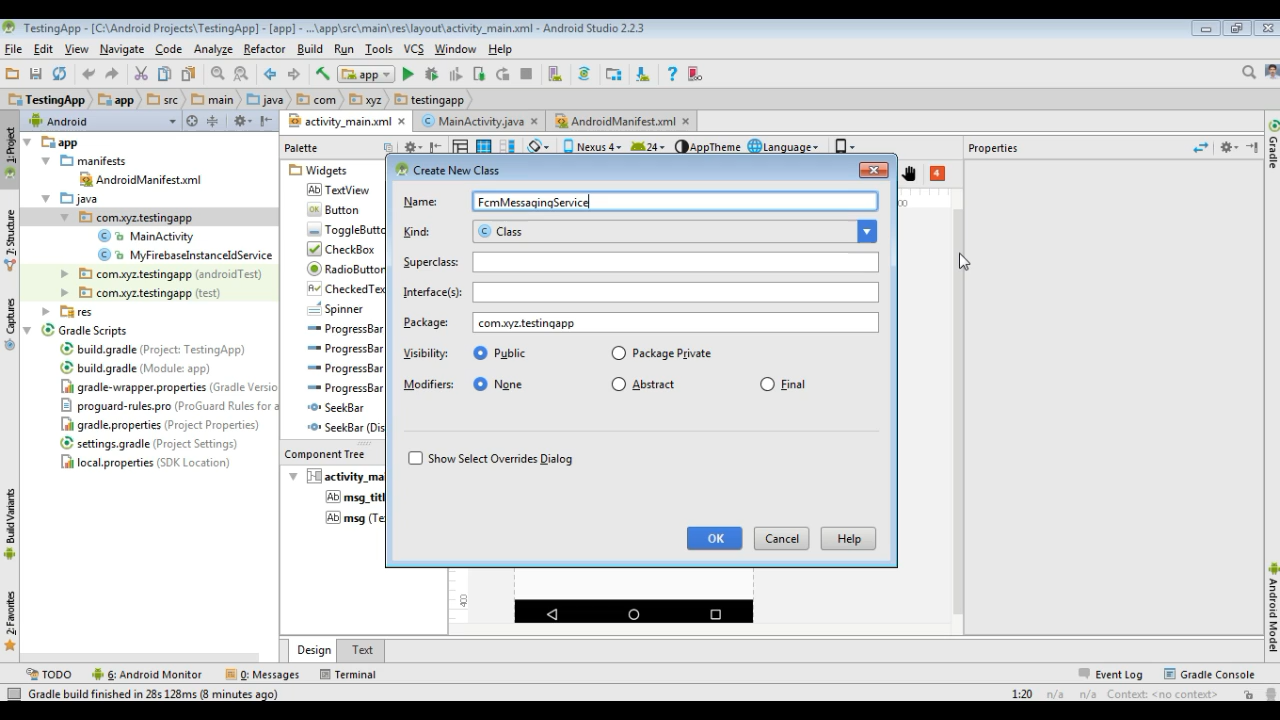 TestingApp - [C:\Android Projects\TestingApp] - [app] - ...\app\src\main\res\layout\activity_main.xml - Android Studio 2.2.3
File Edit View Navigate Code Analyze Refactor Build Run Tools VCS Window Help
app
TestingApp app src main java com xyz testingapp
Android
activity_main.xml MainActivity.java AndroidManifest.xml
Palette Nexus 4 24 AppTheme Language Properties
app
manifests
AndroidManifest.xml
java
com.xyz.testingapp
MainActivity
MyFirebaseInstanceIdService
com.xyz.testingapp (androidTest)
com.xyz.testingapp (test)
res
Gradle Scripts
build.gradle (Project: TestingApp)
build.gradle (Module: app)
gradle-wrapper.properties (Gradle Versio
proguard-rules.pro (ProGuard Rules for a
gradle.properties (Project Properties)
settings.gradle (Project Settings)
local.properties (SDK Location)
1: Project
7: Structure
Captures
Build Variants
2: Favorites
Widgets
Ab TextView
OK Button
ToggleButto
CheckBox
RadioButton
CheckedText
Spinner
ProgressBar
ProgressBar
ProgressBar
ProgressBar
SeekBar
SeekBar (Dis
Component Tree
activity_mai
Ab msg_titl
Ab msg (Te
Create New Class
Name: FcmMessagingService
Kind: Class
Superclass:
Interface(s):
Package: com.xyz.testingapp
Visibility: Public Package Private
Modifiers: None Abstract Final
Show Select Overrides Dialog
OK Cancel Help
4
00
400
Gradle
Android Model
Design Text
TODO 6: Android Monitor 0: Messages Terminal Event Log Gradle Console
Gradle build finished in 28s 128ms (8 minutes ago) 1:20 n/a n/a Context: <no context>